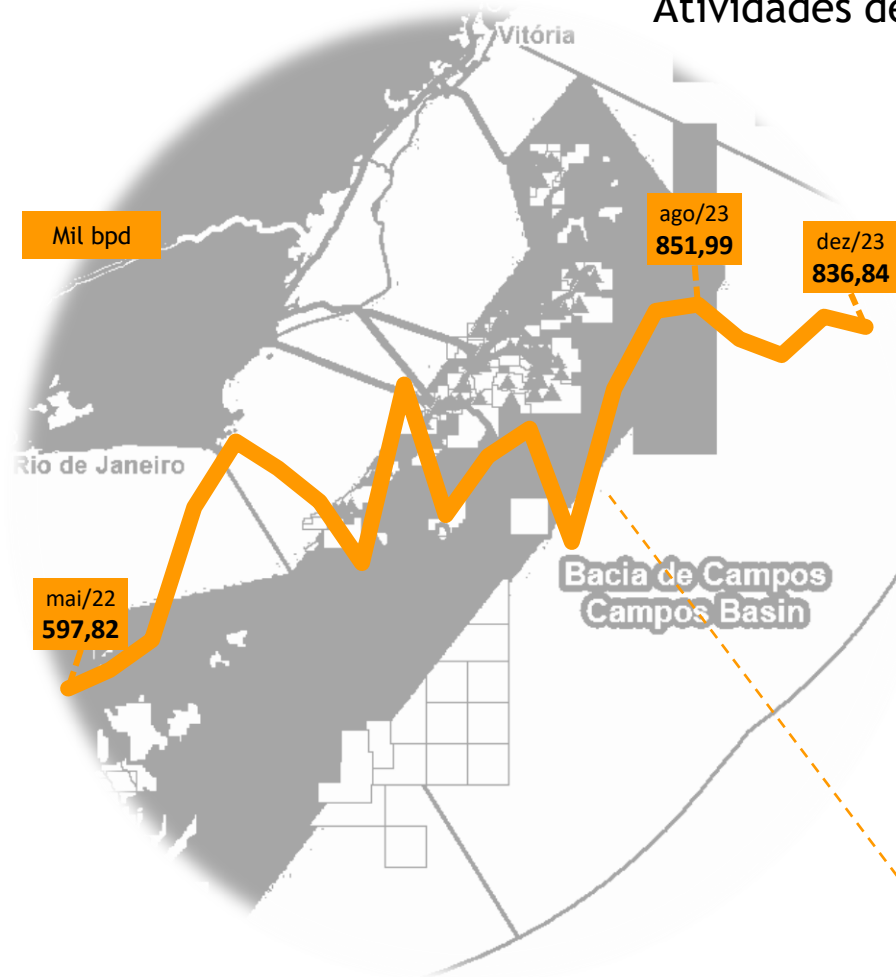 Atividades de
Vitória
Mil bpd
ago/23
851,99
dez/23
836,84
Rio de Janeiro
mai/22
597,82
Bacia de Campos
Campos Basin